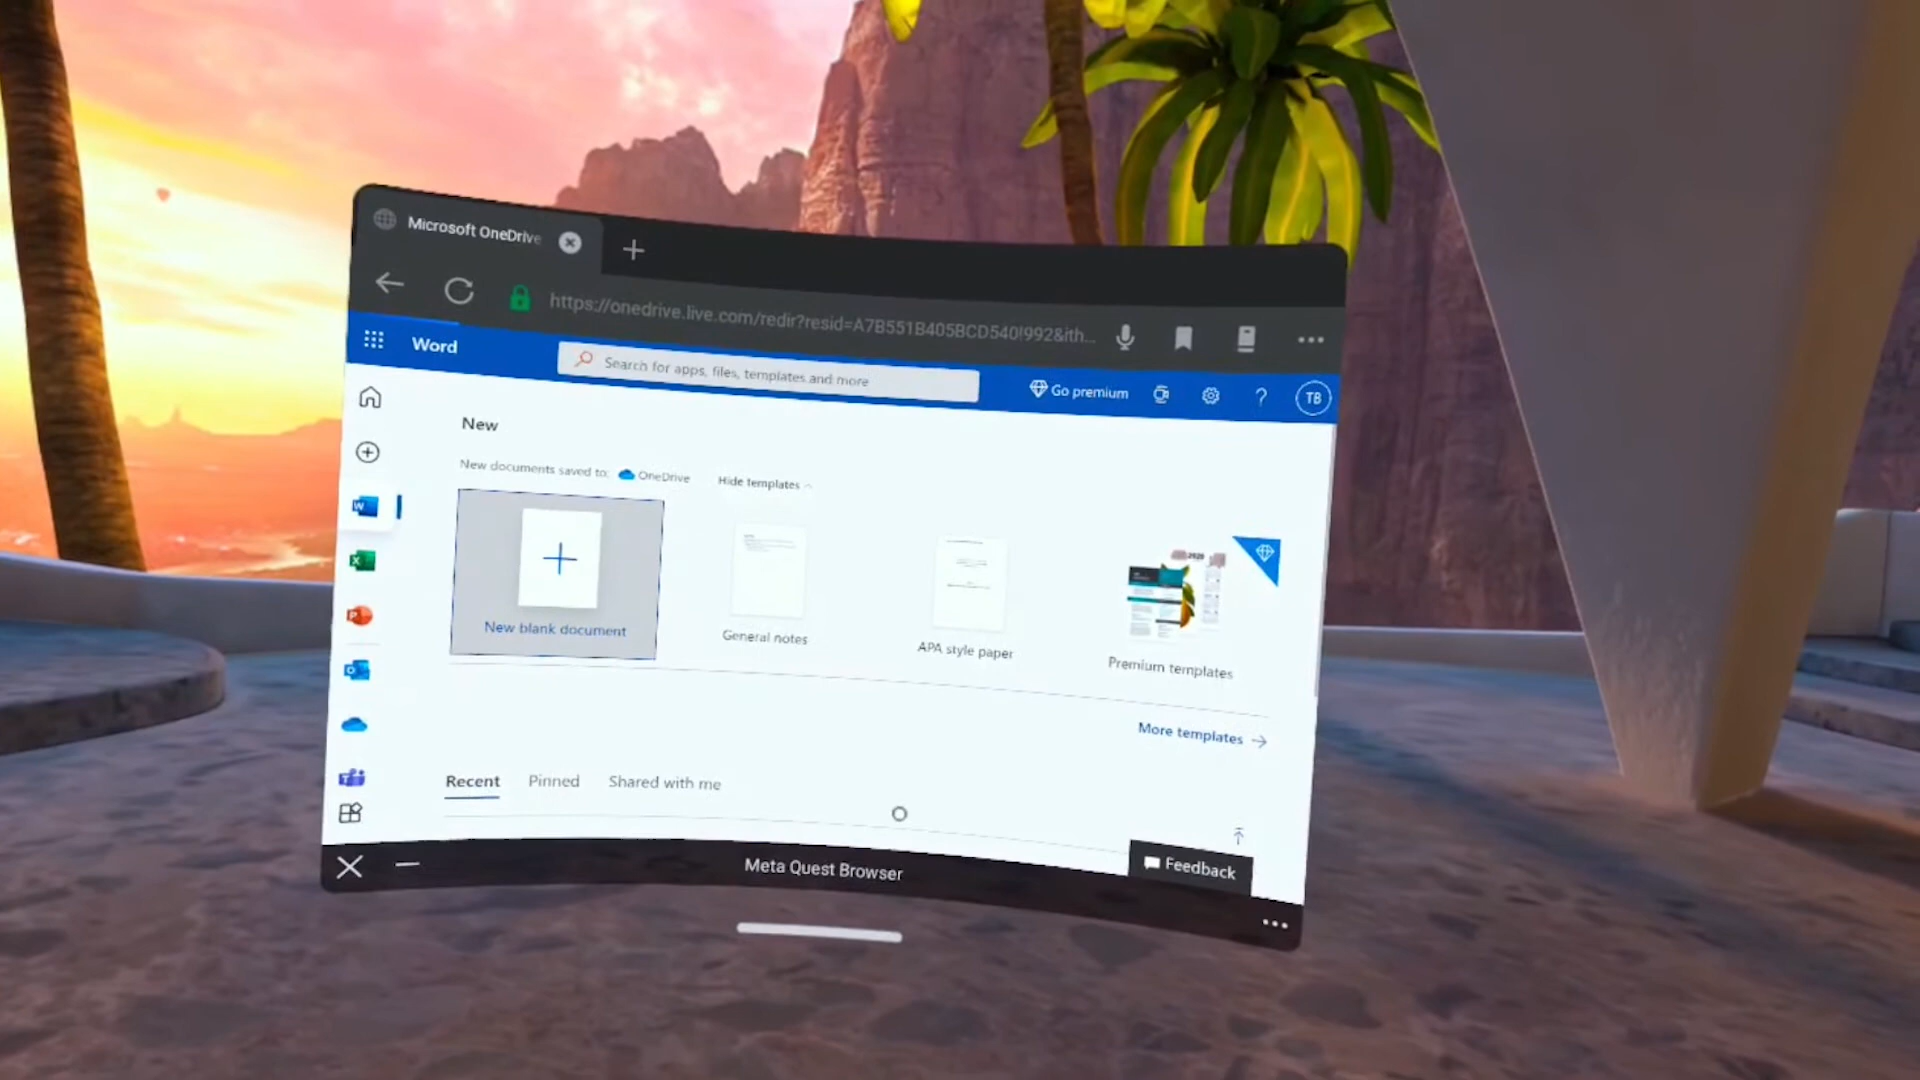 Microsoft OneDrive
https://onedrive.live.com/redir?resid=A7B551B405BCD540!992&ith...
Word
Search for apps, files, templates and more
Go premium
?
TB
New
New documents saved to: OneDrive
Hide templates
New blank document
General notes
APA style paper
Premium templates
More templates
Recent
Pinned
Shared with me
Feedback
Meta Quest Browser